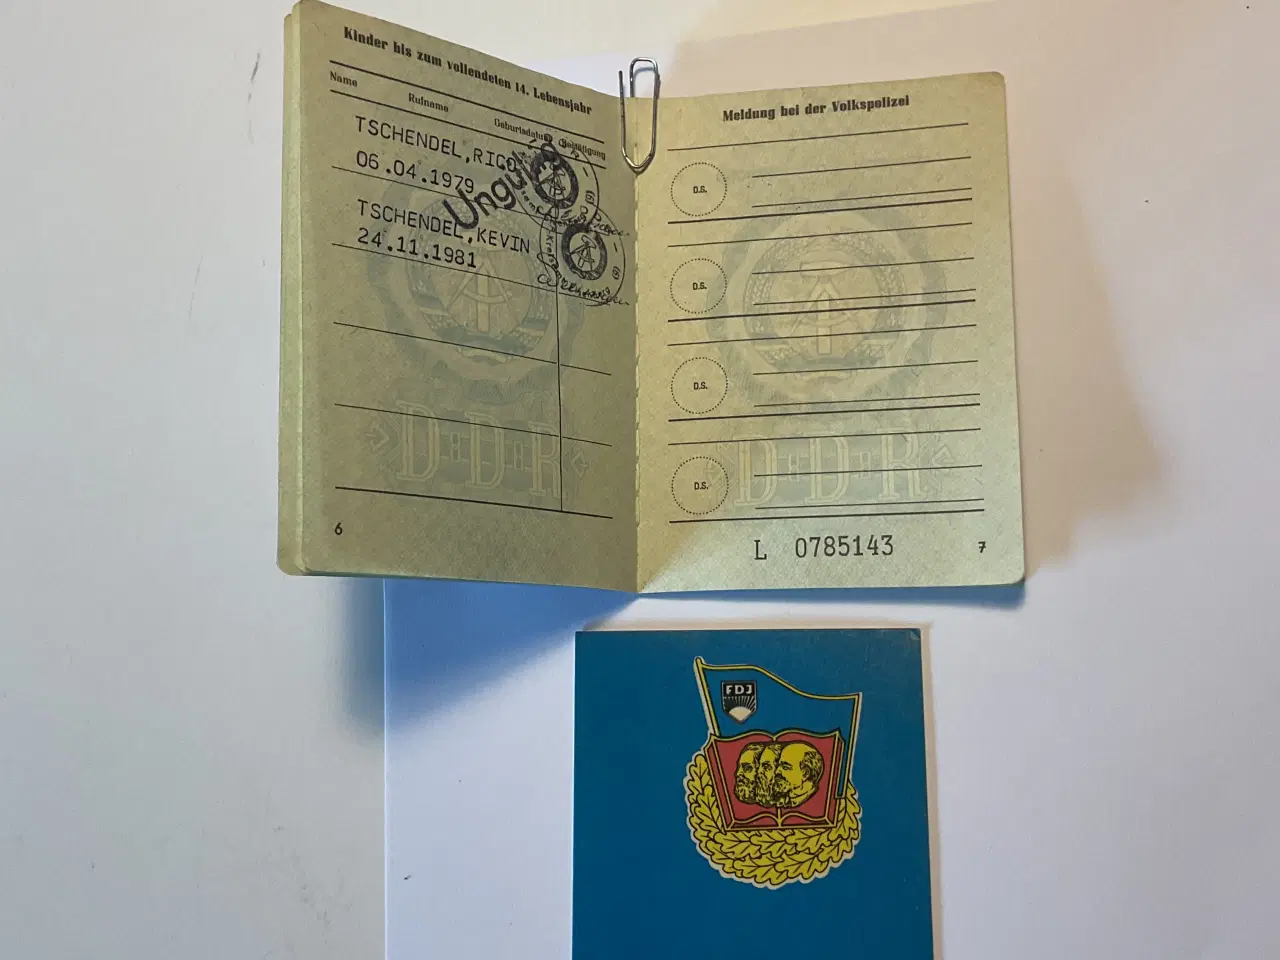 Kinder bis zum vollendeten 14. Lebensjahr
Name Rufname Geburtsdatum Bestätigung
TSCHENDEL,RICO
06.04.1979
Ungültig
TSCHENDEL,KEVIN
24.11.1981
DDR
6
Meldung bei der Volkspolizei
D.S.
D.S.
D.S.
D.S.
DDR
L 0785143
7
FDJ